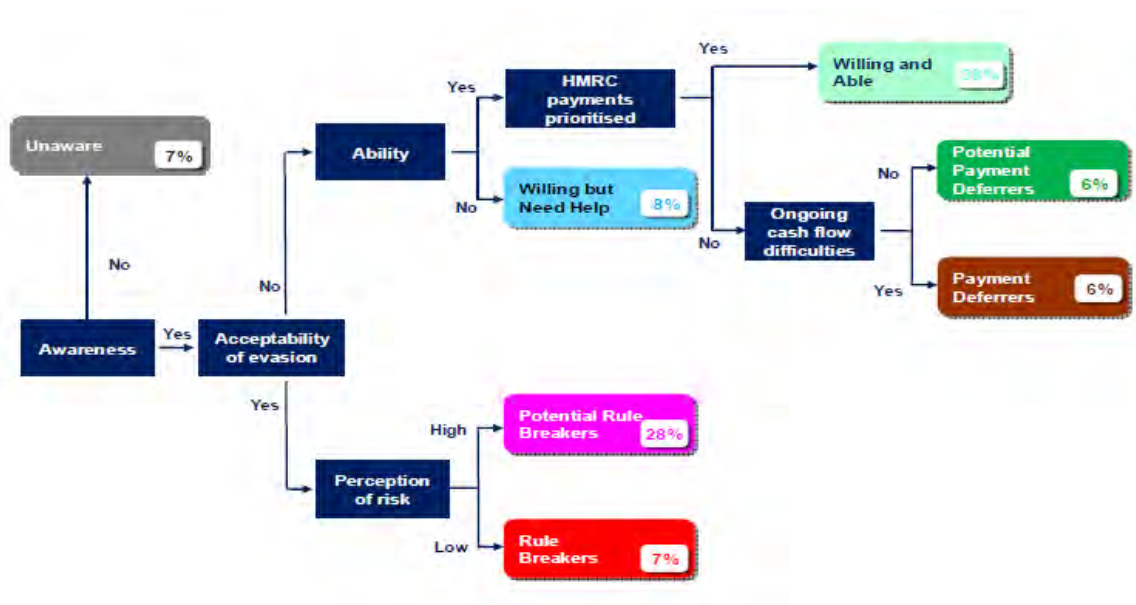 Yes
Willing and
Able
38%
HMRC
payments
prioritised
Yes
Unaware
7%
Ability
No
Potential
Payment
Deferrers
6%
Willing but
Need Help
8%
No
No
Ongoing
cash flow
difficulties
Yes
Payment
Deferrers
6%
No
No
Awareness
Yes
Acceptability
of evasion
Yes
High
Potential Rule
Breakers
28%
Perception
of risk
Low
Rule
Breakers
7%